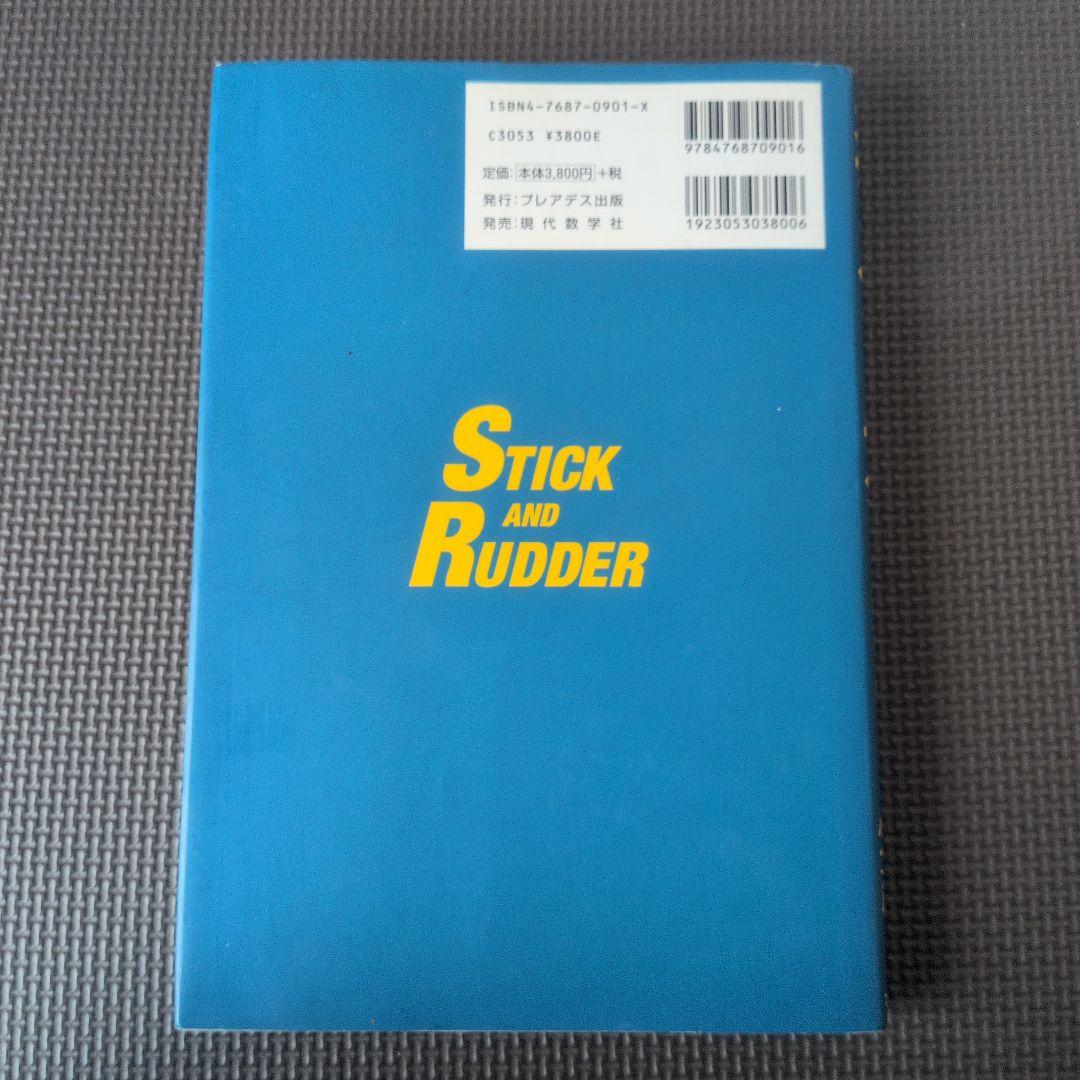 ISBN4-7687-0901-X
C3053 ¥3800E
定価：本体3,800円+税
発行：プレアデス出版
発売：現代数学社
9784768709016
1923053038006
STICK
AND
RUDDER